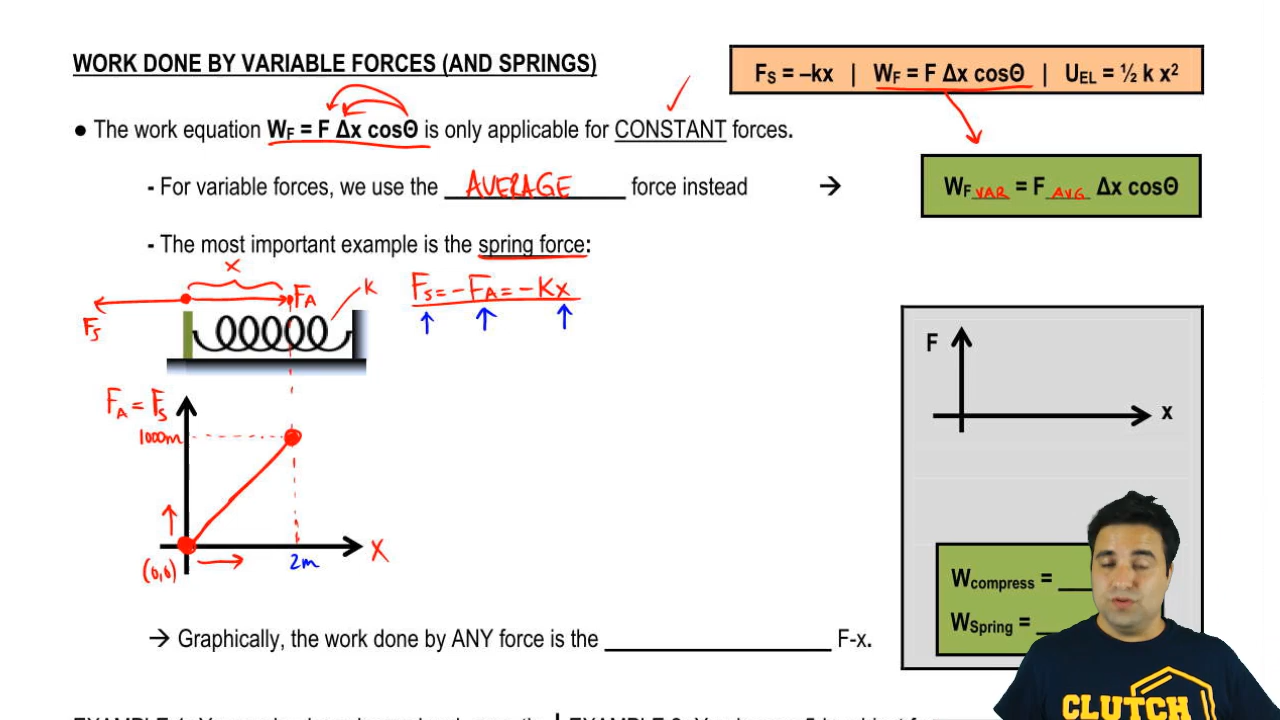 WORK DONE BY VARIABLE FORCES (AND SPRINGS)
FS = –kx | WF = F Δx cosΘ | UEL = ½ k x²
● The work equation WF = F Δx cosΘ is only applicable for CONSTANT forces.
- For variable forces, we use the AVERAGE force instead →
WF VAR = F AVG Δx cosΘ
- The most important example is the spring force:
x
FA
K
FS
FS = -FA = -Kx
FA = FS
1000m
(0,0)
2m
X
F
x
Wcompress = __
WSpring = _
→ Graphically, the work done by ANY force is the ____________________ F-x.
CLUTCH